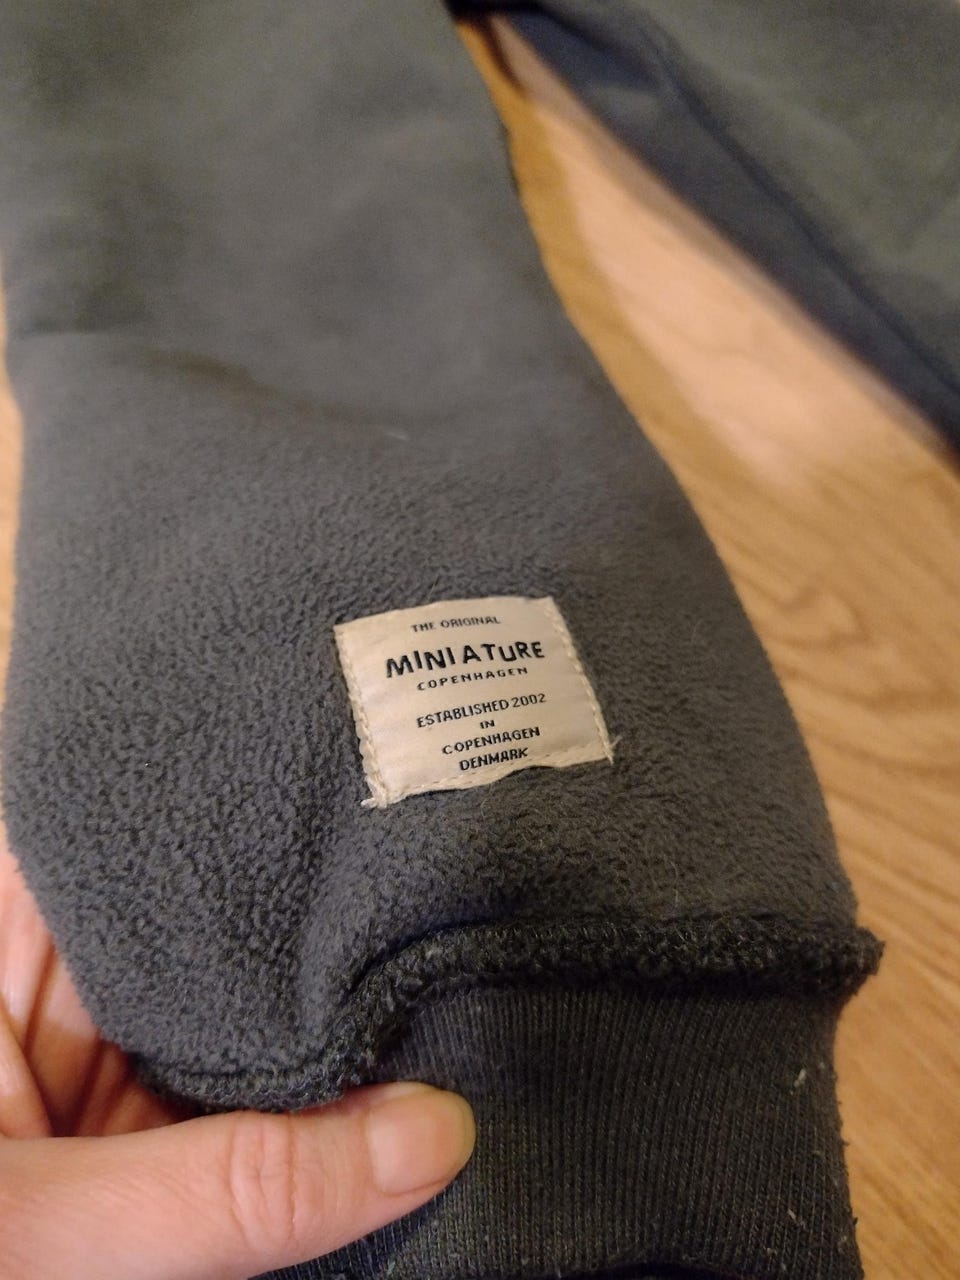 THE ORIGINAL
MINIATURE
COPENHAGEN
ESTABLISHED 2002
IN
COPENHAGEN
DENMARK